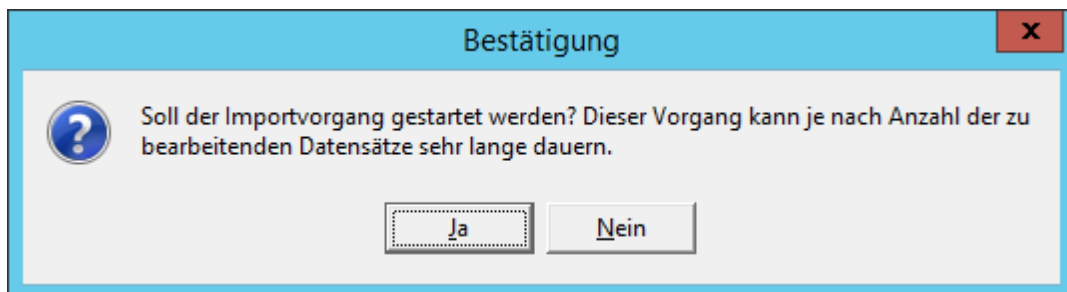 Bestätigung
x
Soll der Importvorgang gestartet werden? Dieser Vorgang kann je nach Anzahl der zu
bearbeitenden Datensätze sehr lange dauern.
Ja
Nein